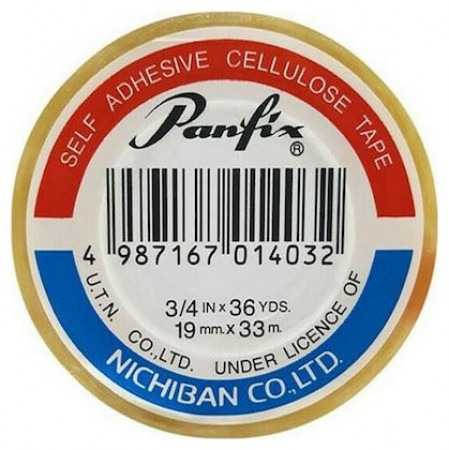 SELF ADHESIVE CELLULOSE TAPE
Panfix®
4 987167 014032
3/4 IN x 36 YDS.
19 mm. x 33 m.
U.T.N. CO.,LTD. UNDER LICENCE OF
NICHIBAN CO.,LTD.